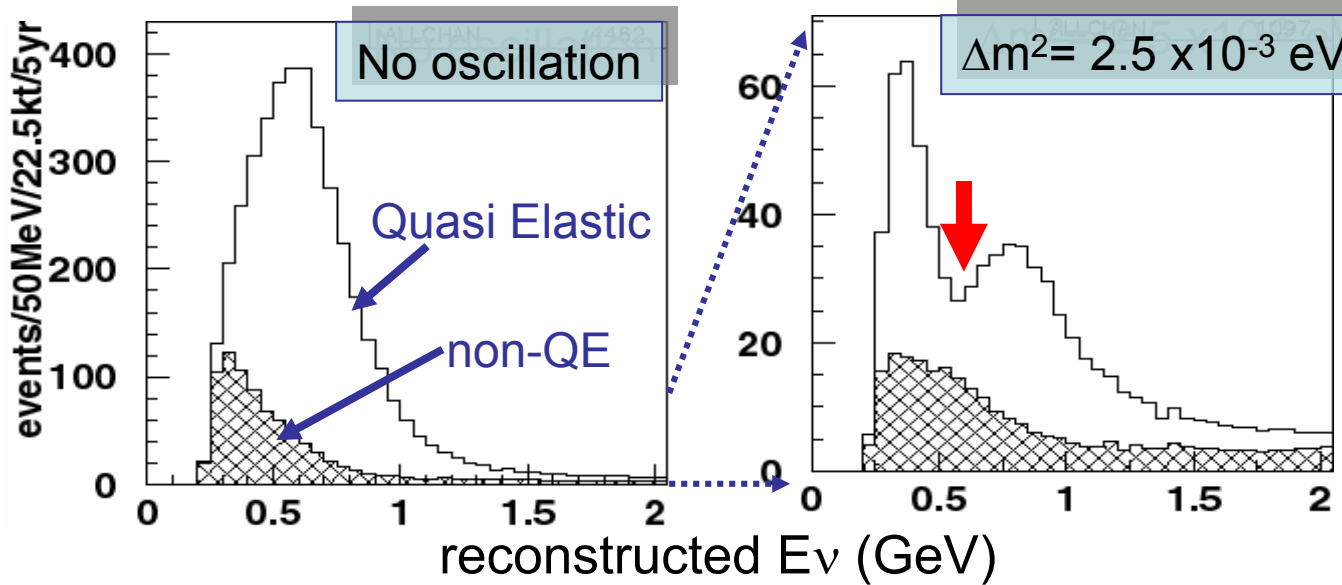 No oscillation
Δm²= 2.5 x10⁻³ eV
events/50MeV/22.5kt/5yr
400
300
200
100
0
Quasi Elastic
non-QE
0 0.5 1 1.5 2
60
40
20
0
0 0.5 1 1.5 2
reconstructed Eν (GeV)